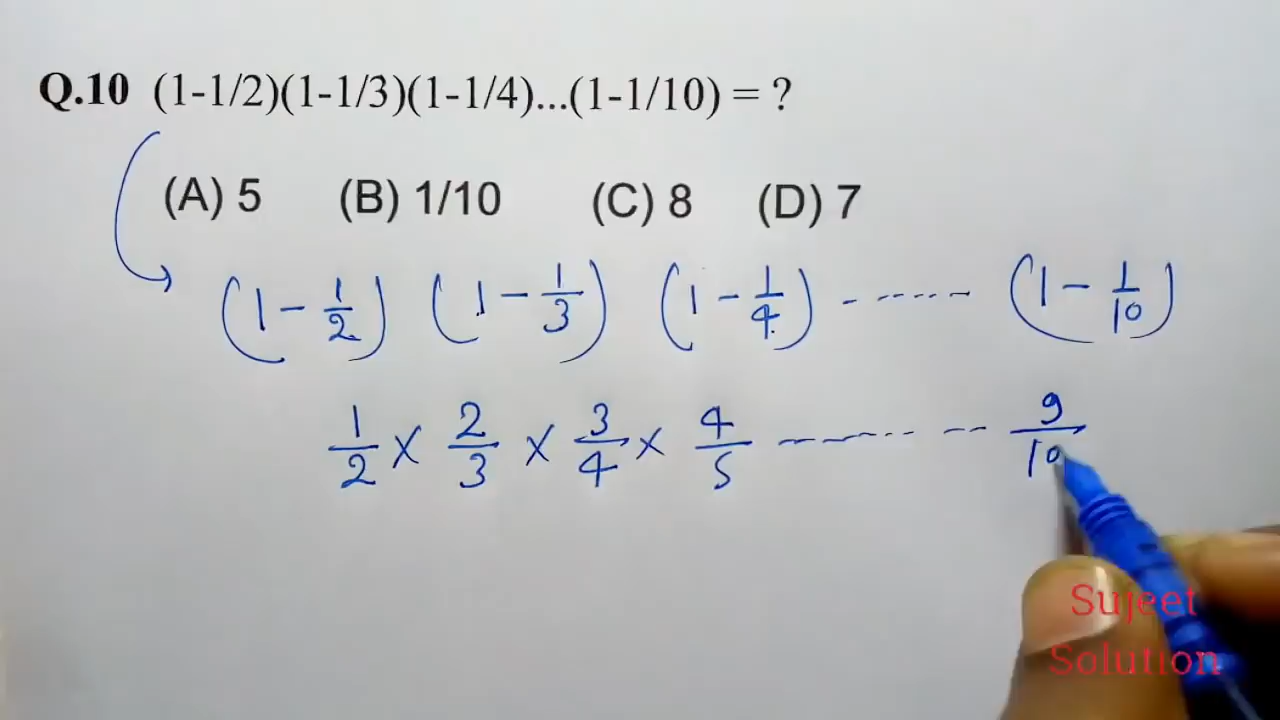 Q.10 (1-1/2)(1-1/3)(1-1/4)...(1-1/10) = ?
(A) 5 (B) 1/10 (C) 8 (D) 7
(1 - 1/2) (1 - 1/3) (1 - 1/4) ------ (1 - 1/10)
1/2 × 2/3 × 3/4 × 4/5 ------ --- 9/10
Sujeet
Solution